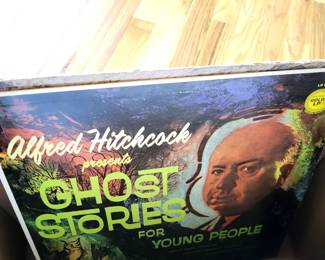 Alfred Hitchcock
presents
GHOST
STORIES
FOR
YOUNG PEOPLE